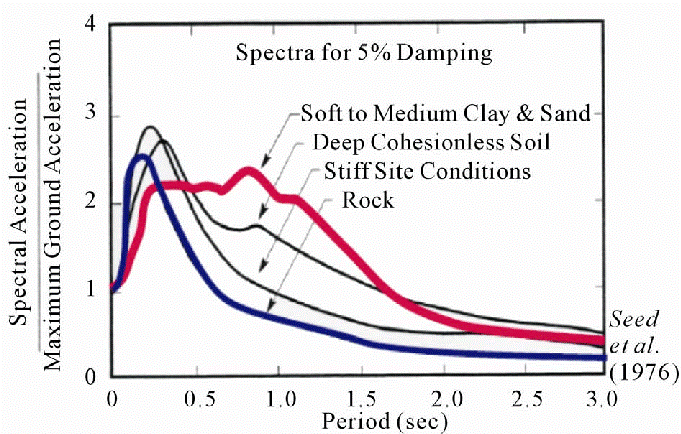 Spectra for 5% Damping
Soft to Medium Clay & Sand
Deep Cohesionless Soil
Stiff Site Conditions
Rock
Spectral Acceleration
Maximum Ground Acceleration
4
3
2
1
0
0 0.5 1.0 1.5 2.0 2.5 3.0
Period (sec)
Seed
et al.
(1976)